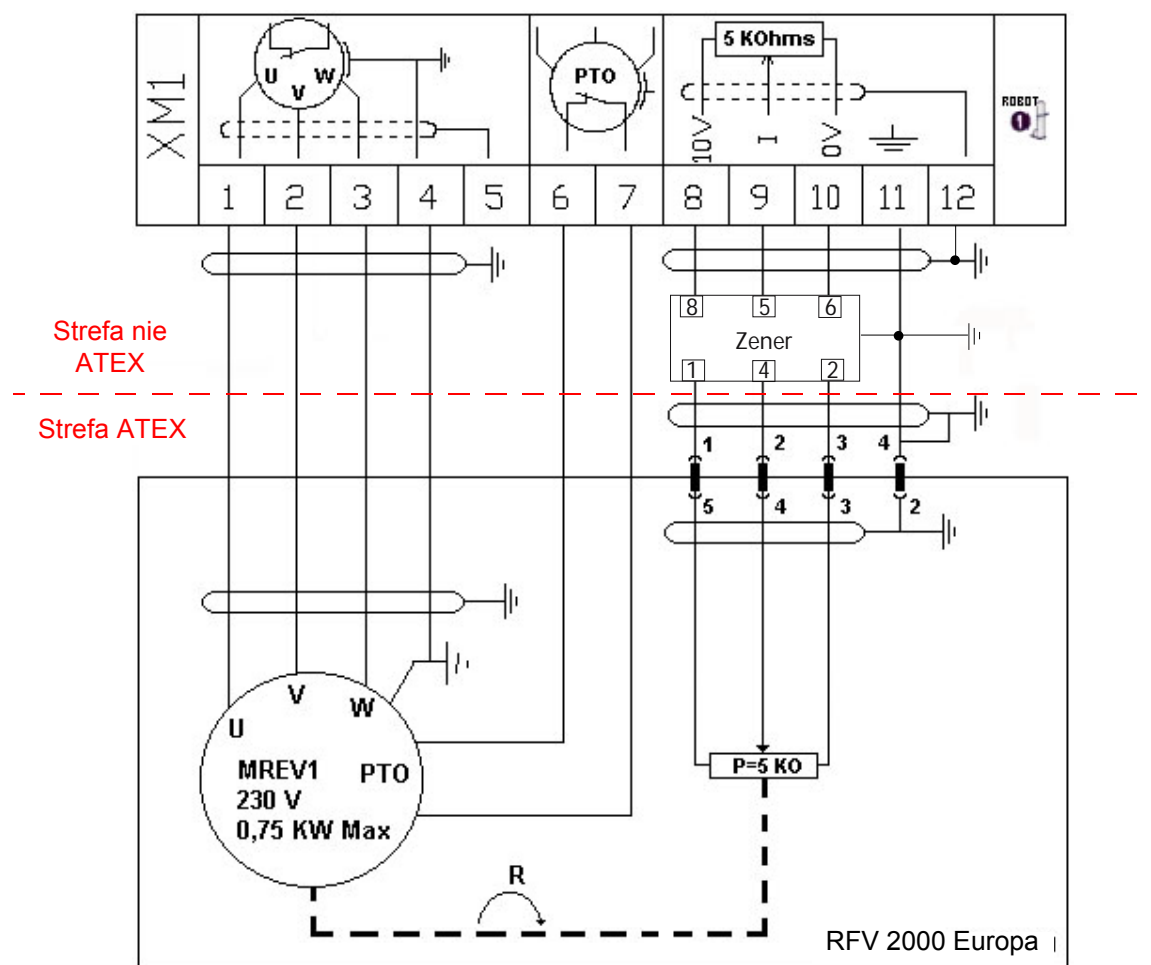 XM1
U
V
W
PTO
5 KOhms
10V
I
0V
ROBOT
1
1 2 3 4 5 6 7 8 9 10 11 12
8 5 6
Zener
1 4 2
Strefa nie
ATEX
Strefa ATEX
1 2 3 4
5 4 3 2
U
V
W
MREV1 PTO
230 V
0,75 KW Max
P=5 KO
R
RFV 2000 Europa